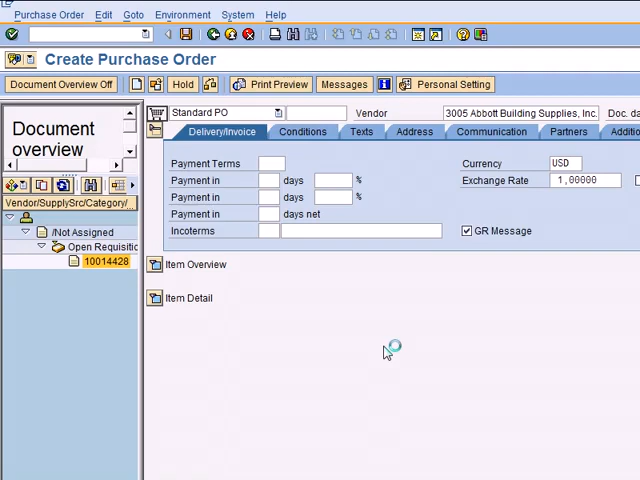 Purchase Order Edit Goto Environment System Help
Create Purchase Order
Document Overview Off Hold Print Preview Messages Personal Setting
Document
overview
Vendor/SupplySrc/Category/...
/Not Assigned
Open Requisitic
10014428
Standard PO Vendor 3005 Abbott Building Supplies, Inc. Doc. da
Delivery/Invoice Conditions Texts Address Communication Partners Additio
Payment Terms Currency USD
Payment in days % Exchange Rate 1,00000
Payment in days %
Payment in days net
Incoterms GR Message
Item Overview
Item Detail